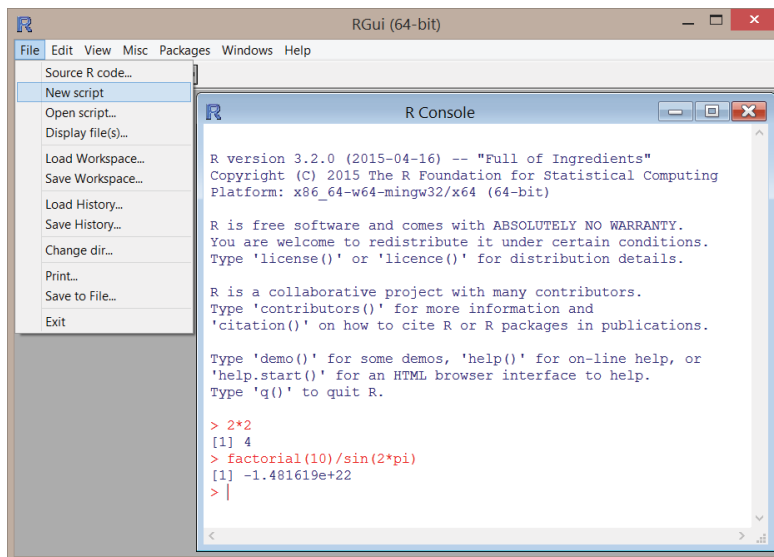 R
RGui (64-bit)
File Edit View Misc Packages Windows Help
Source R code...
New script
Open script...
Display file(s)...
Load Workspace...
Save Workspace...
Load History...
Save History...
Change dir...
Print...
Save to File...
Exit
R
R Console
R version 3.2.0 (2015-04-16) -- "Full of Ingredients"
Copyright (C) 2015 The R Foundation for Statistical Computing
Platform: x86_64-w64-mingw32/x64 (64-bit)
R is free software and comes with ABSOLUTELY NO WARRANTY.
You are welcome to redistribute it under certain conditions.
Type 'license()' or 'licence()' for distribution details.
R is a collaborative project with many contributors.
Type 'contributors()' for more information and
'citation()' on how to cite R or R packages in publications.
Type 'demo()' for some demos, 'help()' for on-line help, or
'help.start()' for an HTML browser interface to help.
Type 'q()' to quit R.
> 2*2
[1] 4
> factorial(10)/sin(2*pi)
[1] -1.481619e+22
>